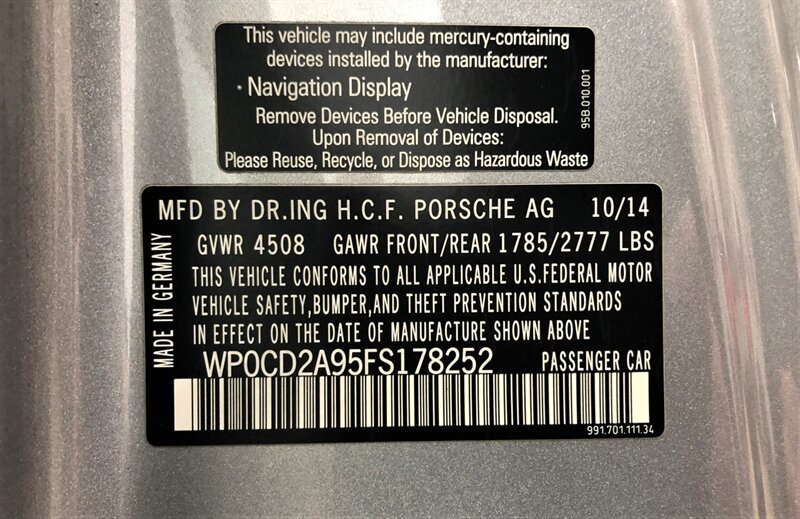 This vehicle may include mercury-containing
devices installed by the manufacturer:
· Navigation Display
Remove Devices Before Vehicle Disposal.
Upon Removal of Devices:
Please Reuse, Recycle, or Dispose as Hazardous Waste
95B 010 001
MFD BY DR.ING H.C.F. PORSCHE AG 10/14
GVWR 4508 GAWR FRONT/REAR 1785/2777 LBS
THIS VEHICLE CONFORMS TO ALL APPLICABLE U.S.FEDERAL MOTOR
VEHICLE SAFETY,BUMPER,AND THEFT PREVENTION STANDARDS
IN EFFECT ON THE DATE OF MANUFACTURE SHOWN ABOVE
WP0CD2A95FS178252 PASSENGER CAR
MADE IN GERMANY
991.701.111.34